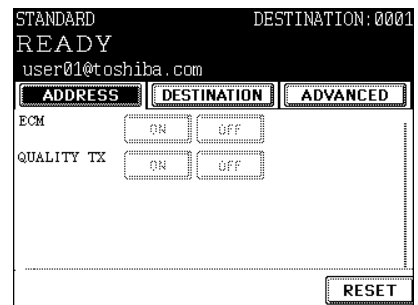 STANDARD DESTINATION:0001
READY
user01@toshiba.com
ADDRESS DESTINATION ADVANCED
ECM ON OFF
QUALITY TX ON OFF
RESET